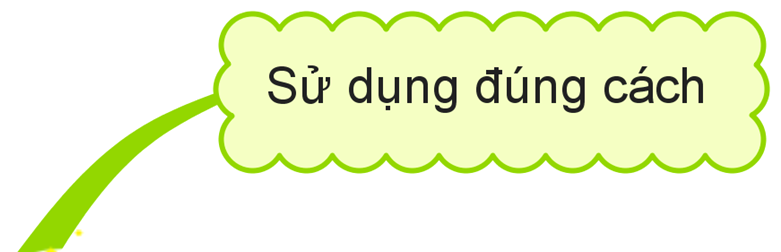 Sử dụng đúng cách